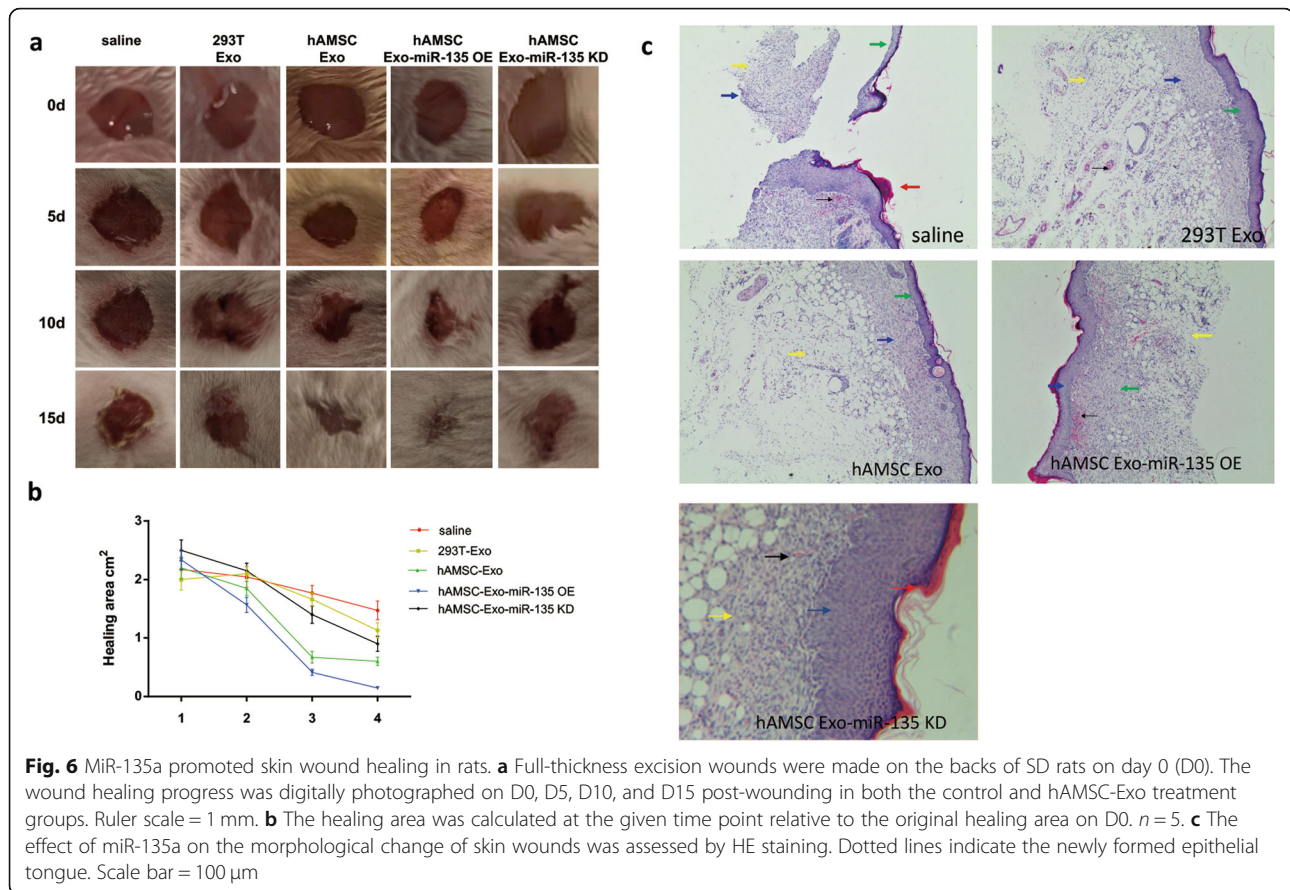 a
saline
293T
Exo
hAMSC
Exo
hAMSC
Exo-miR-135 OE
hAMSC
Exo-miR-135 KD
0d
5d
10d
15d
b
Healing area cm²
3
2
1
0
1 2 3 4
saline
293T-Exo
hAMSC-Exo
hAMSC-Exo-miR-135 OE
hAMSC-Exo-miR-135 KD
c
saline
293T Exo
hAMSC Exo
hAMSC Exo-miR-135 OE
hAMSC Exo-miR-135 KD
Fig. 6 MiR-135a promoted skin wound healing in rats. a Full-thickness excision wounds were made on the backs of SD rats on day 0 (D0). The
wound healing progress was digitally photographed on D0, D5, D10, and D15 post-wounding in both the control and hAMSC-Exo treatment
groups. Ruler scale = 1 mm. b The healing area was calculated at the given time point relative to the original healing area on D0. n = 5. c The
effect of miR-135a on the morphological change of skin wounds was assessed by HE staining. Dotted lines indicate the newly formed epithelial
tongue. Scale bar = 100 μm